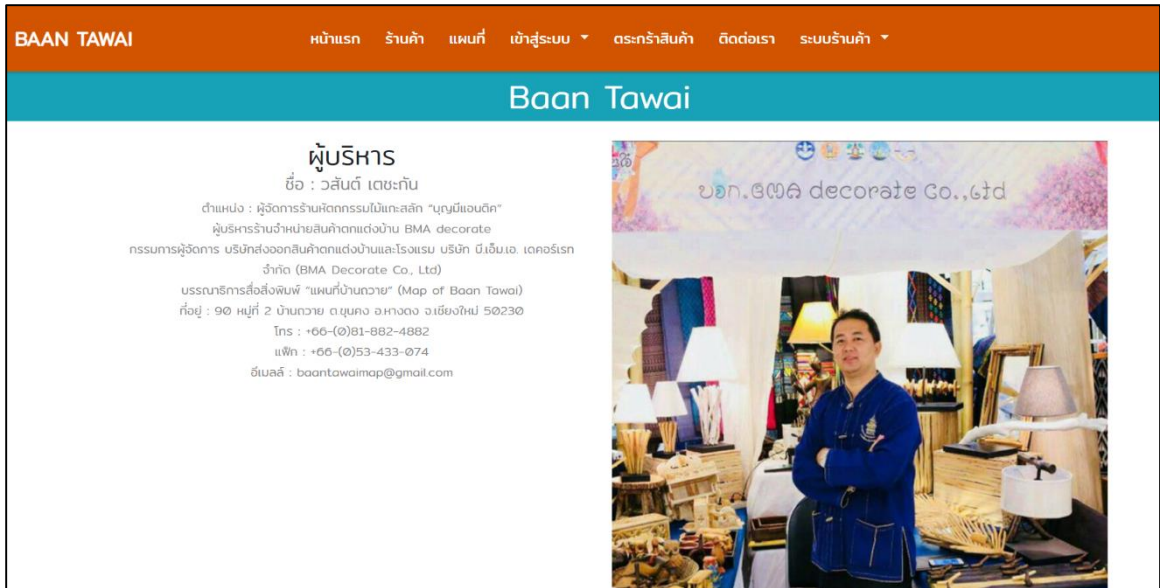 BAAN TAWAI
หน้าแรก ร้านค้า แผนที่ เข้าสู่ระบบ ตระกร้าสินค้า ติดต่อเรา ระบบร้านค้า
Baan Tawai
ผู้บริหาร
ชื่อ : วสันต์ เตชะกัน
ตำแหน่ง : ผู้จัดการร้านหัตถกรรมไม้แกะสลัก "บุญมีแอนติค"
ผู้บริหารร้านจำหน่ายสินค้าตกแต่งบ้าน BMA decorate
กรรมการผู้จัดการ บริษัทส่งออกสินค้าตกแต่งบ้านและโรงแรม บริษัท บี.เอ็ม.เอ. เดคอร์เรท
จำกัด (BMA Decorate Co., Ltd)
บรรณาธิการสื่อสิ่งพิมพ์ "แผนที่บ้านถวาย" (Map of Baan Tawai)
ที่อยู่ : 90 หมู่ที่ 2 บ้านถวาย ต.ขุนคง อ.หางดง จ.เชียงใหม่ 50230
โทร : +66-(0)81-882-4882
แฟ็ก : +66-(0)53-433-074
อีเมลล์ : baantawaimap@gmail.com
บจก.BMA decorate Co.,Ltd